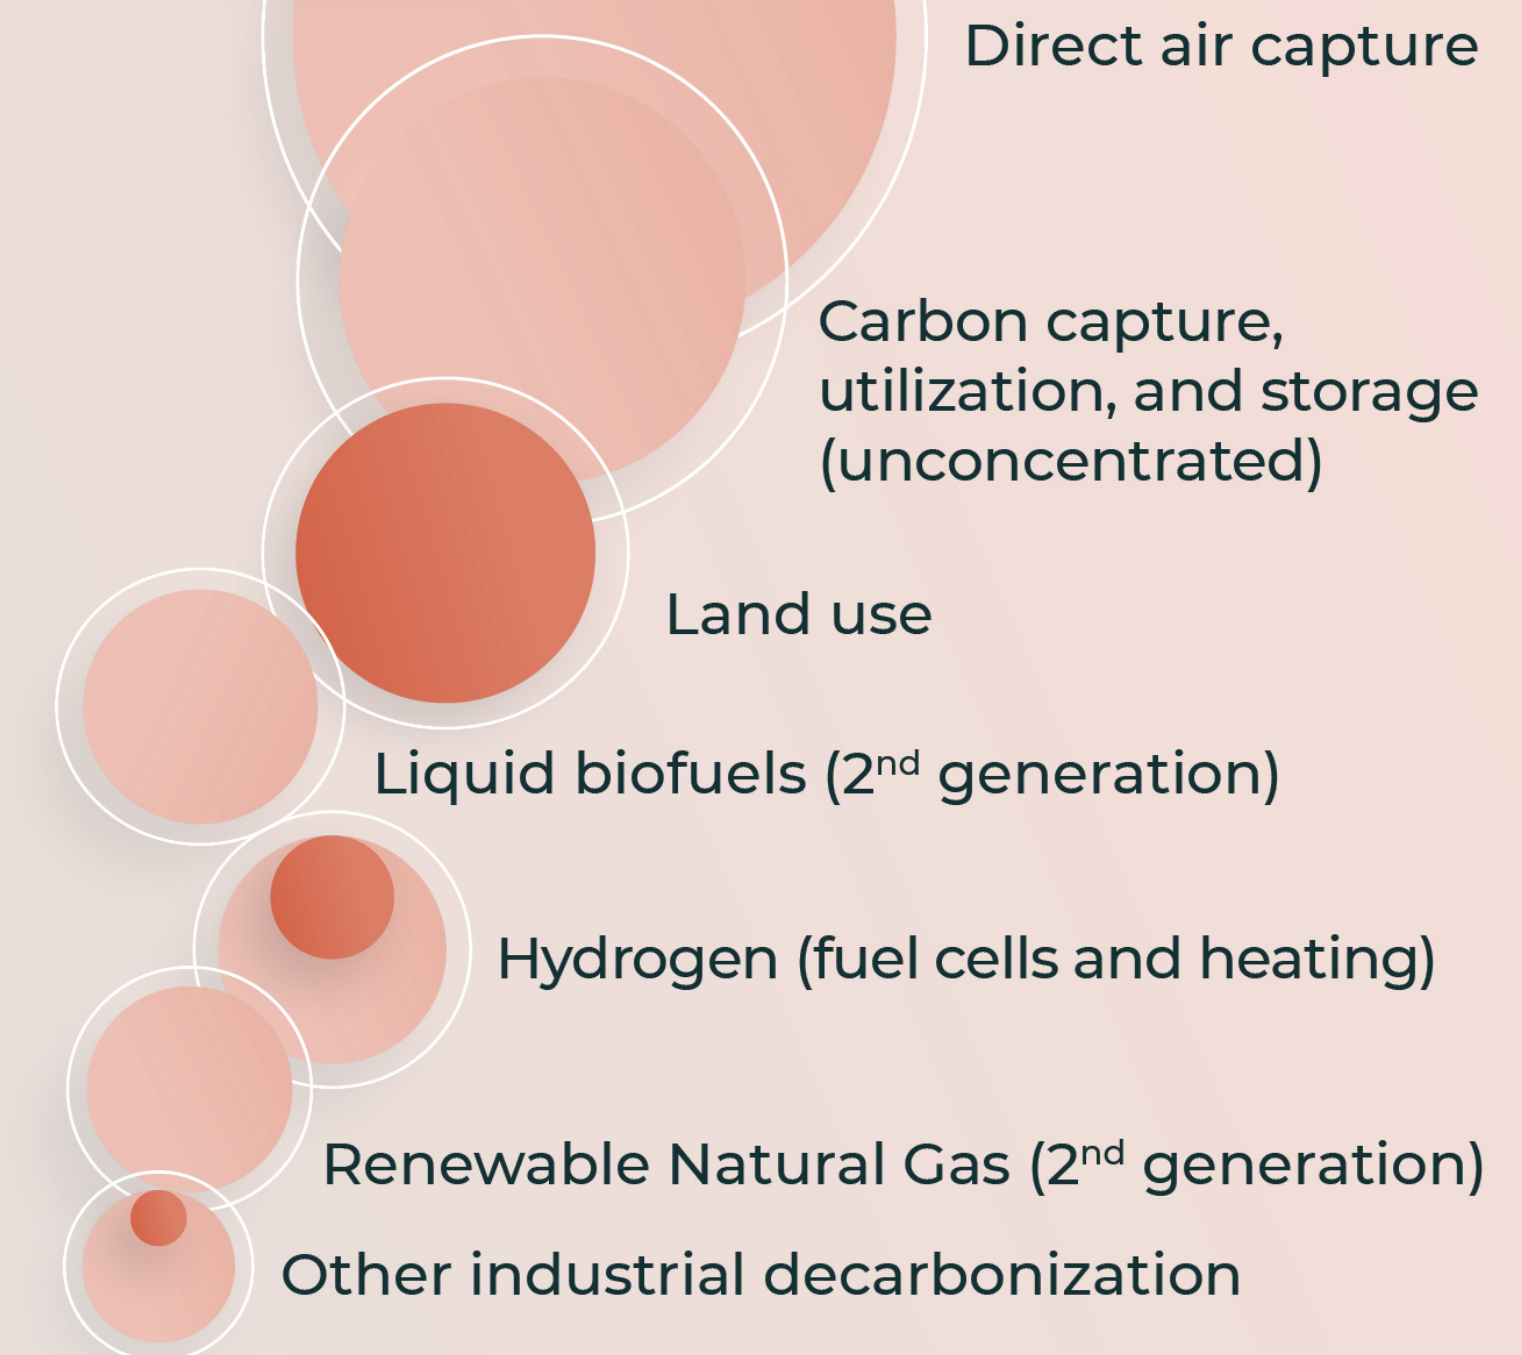 Direct air capture
Carbon capture,
utilization, and storage
(unconcentrated)
Land use
Liquid biofuels (2nd generation)
Hydrogen (fuel cells and heating)
Renewable Natural Gas (2nd generation)
Other industrial decarbonization